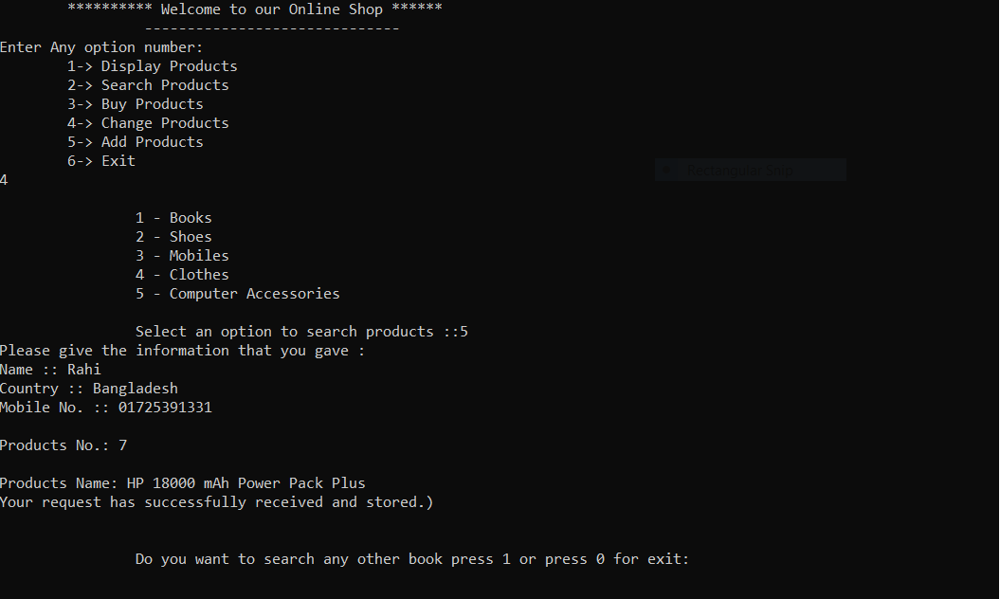 ********** Welcome to our Online Shop ******
------------------------------
Enter Any option number:
1-> Display Products
2-> Search Products
3-> Buy Products
4-> Change Products
5-> Add Products
6-> Exit
Rectangular Snip
4
1 - Books
2 - Shoes
3 - Mobiles
4 - Clothes
5 - Computer Accessories
Select an option to search products ::5
Please give the information that you gave :
Name :: Rahi
Country :: Bangladesh
Mobile No. :: 01725391331
Products No.: 7
Products Name: HP 18000 mAh Power Pack Plus
Your request has successfully received and stored.)
Do you want to search any other book press 1 or press 0 for exit: